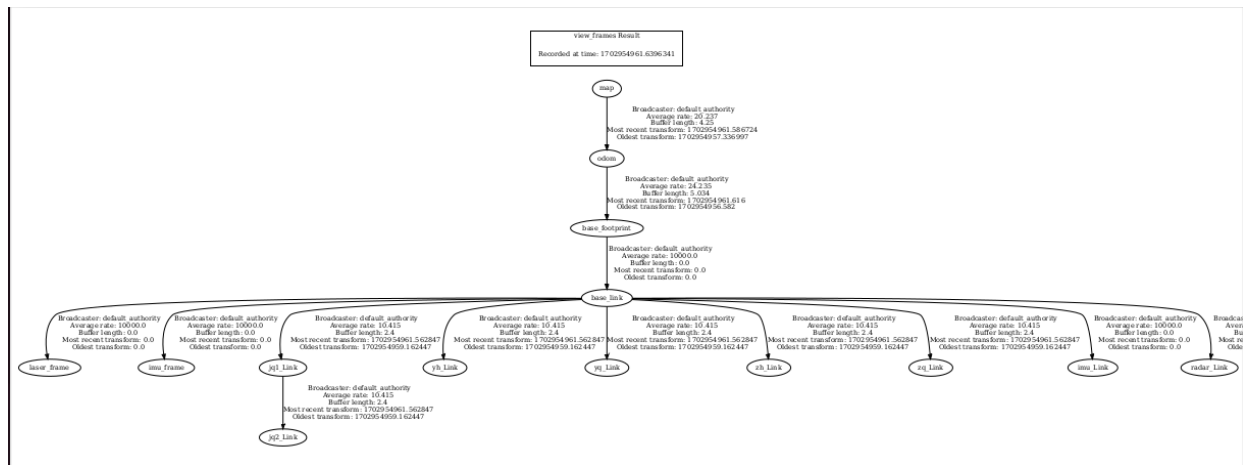 view_frames Result
Recorded at time: 1702954961.6396341
map
Broadcaster: default_authority
Average rate: 20.237
Buffer length: 4.25
Most recent transform: 1702954961.586724
Oldest transform: 1702954957.336997
odom
Broadcaster: default_authority
Average rate: 24.235
Buffer length: 5.034
Most recent transform: 1702954961.616
Oldest transform: 1702954956.582
base_footprint
Broadcaster: default_authority
Average rate: 10000.0
Buffer length: 0.0
Most recent transform: 0.0
Oldest transform: 0.0
base_link
Broadcaster: default_authority
Average rate: 10000.0
Buffer length: 0.0
Most recent transform: 0.0
Oldest transform: 0.0
Broadcaster: default_authority
Average rate: 10000.0
Buffer length: 0.0
Most recent transform: 0.0
Oldest transform: 0.0
Broadcaster: default_authority
Average rate: 10.415
Buffer length: 2.4
Most recent transform: 1702954961.562847
Oldest transform: 1702954959.162447
Broadcaster: default_authority
Average rate: 10.415
Buffer length: 2.4
Most recent transform: 1702954961.562847
Oldest transform: 1702954959.162447
Broadcaster: default_authority
Average rate: 10.415
Buffer length: 2.4
Most recent transform: 1702954961.562847
Oldest transform: 1702954959.162447
Broadcaster: default_authority
Average rate: 10.415
Buffer length: 2.4
Most recent transform: 1702954961.562847
Oldest transform: 1702954959.162447
Broadcaster: default_authority
Average rate: 10.415
Buffer length: 2.4
Most recent transform: 1702954961.562847
Oldest transform: 1702954959.162447
Broadcaster: default_authority
Average rate: 10000.0
Buffer length: 0.0
Most recent transform: 0.0
Oldest transform: 0.0
laser_frame
imu_frame
jq1_Link
yh_Link
yq_Link
zh_Link
zq_Link
imu_Link
radar_Link
Broadcaster: default_authority
Average rate: 10.415
Buffer length: 2.4
Most recent transform: 1702954961.562847
Oldest transform: 1702954959.162447
jq2_Link